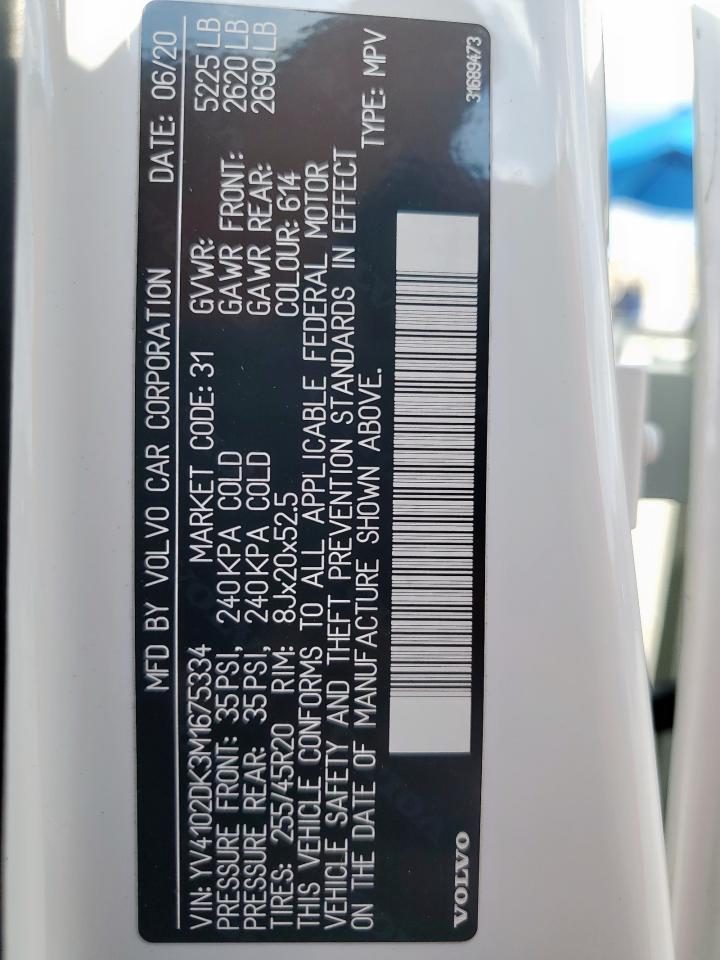 MFD BY VOLVO CAR CORPORATION DATE: 06/20
VIN: YV4102DK3M1675334 MARKET CODE: 31 GVWR: 5225 LB
PRESSURE FRONT: 35PSI, 240KPA COLD GAWR FRONT: 2620 LB
PRESSURE REAR: 35PSI, 240KPA COLD GAWR REAR: 2690 LB
TIRES: 255/45R20 RIM: 8Jx20x52.5 COLOUR: 614
THIS VEHICLE CONFORMS TO ALL APPLICABLE FEDERAL MOTOR
VEHICLE SAFETY AND THEFT PREVENTION STANDARDS IN EFFECT
ON THE DATE OF MANUFACTURE SHOWN ABOVE. TYPE: MPV
VOLVO 31689473